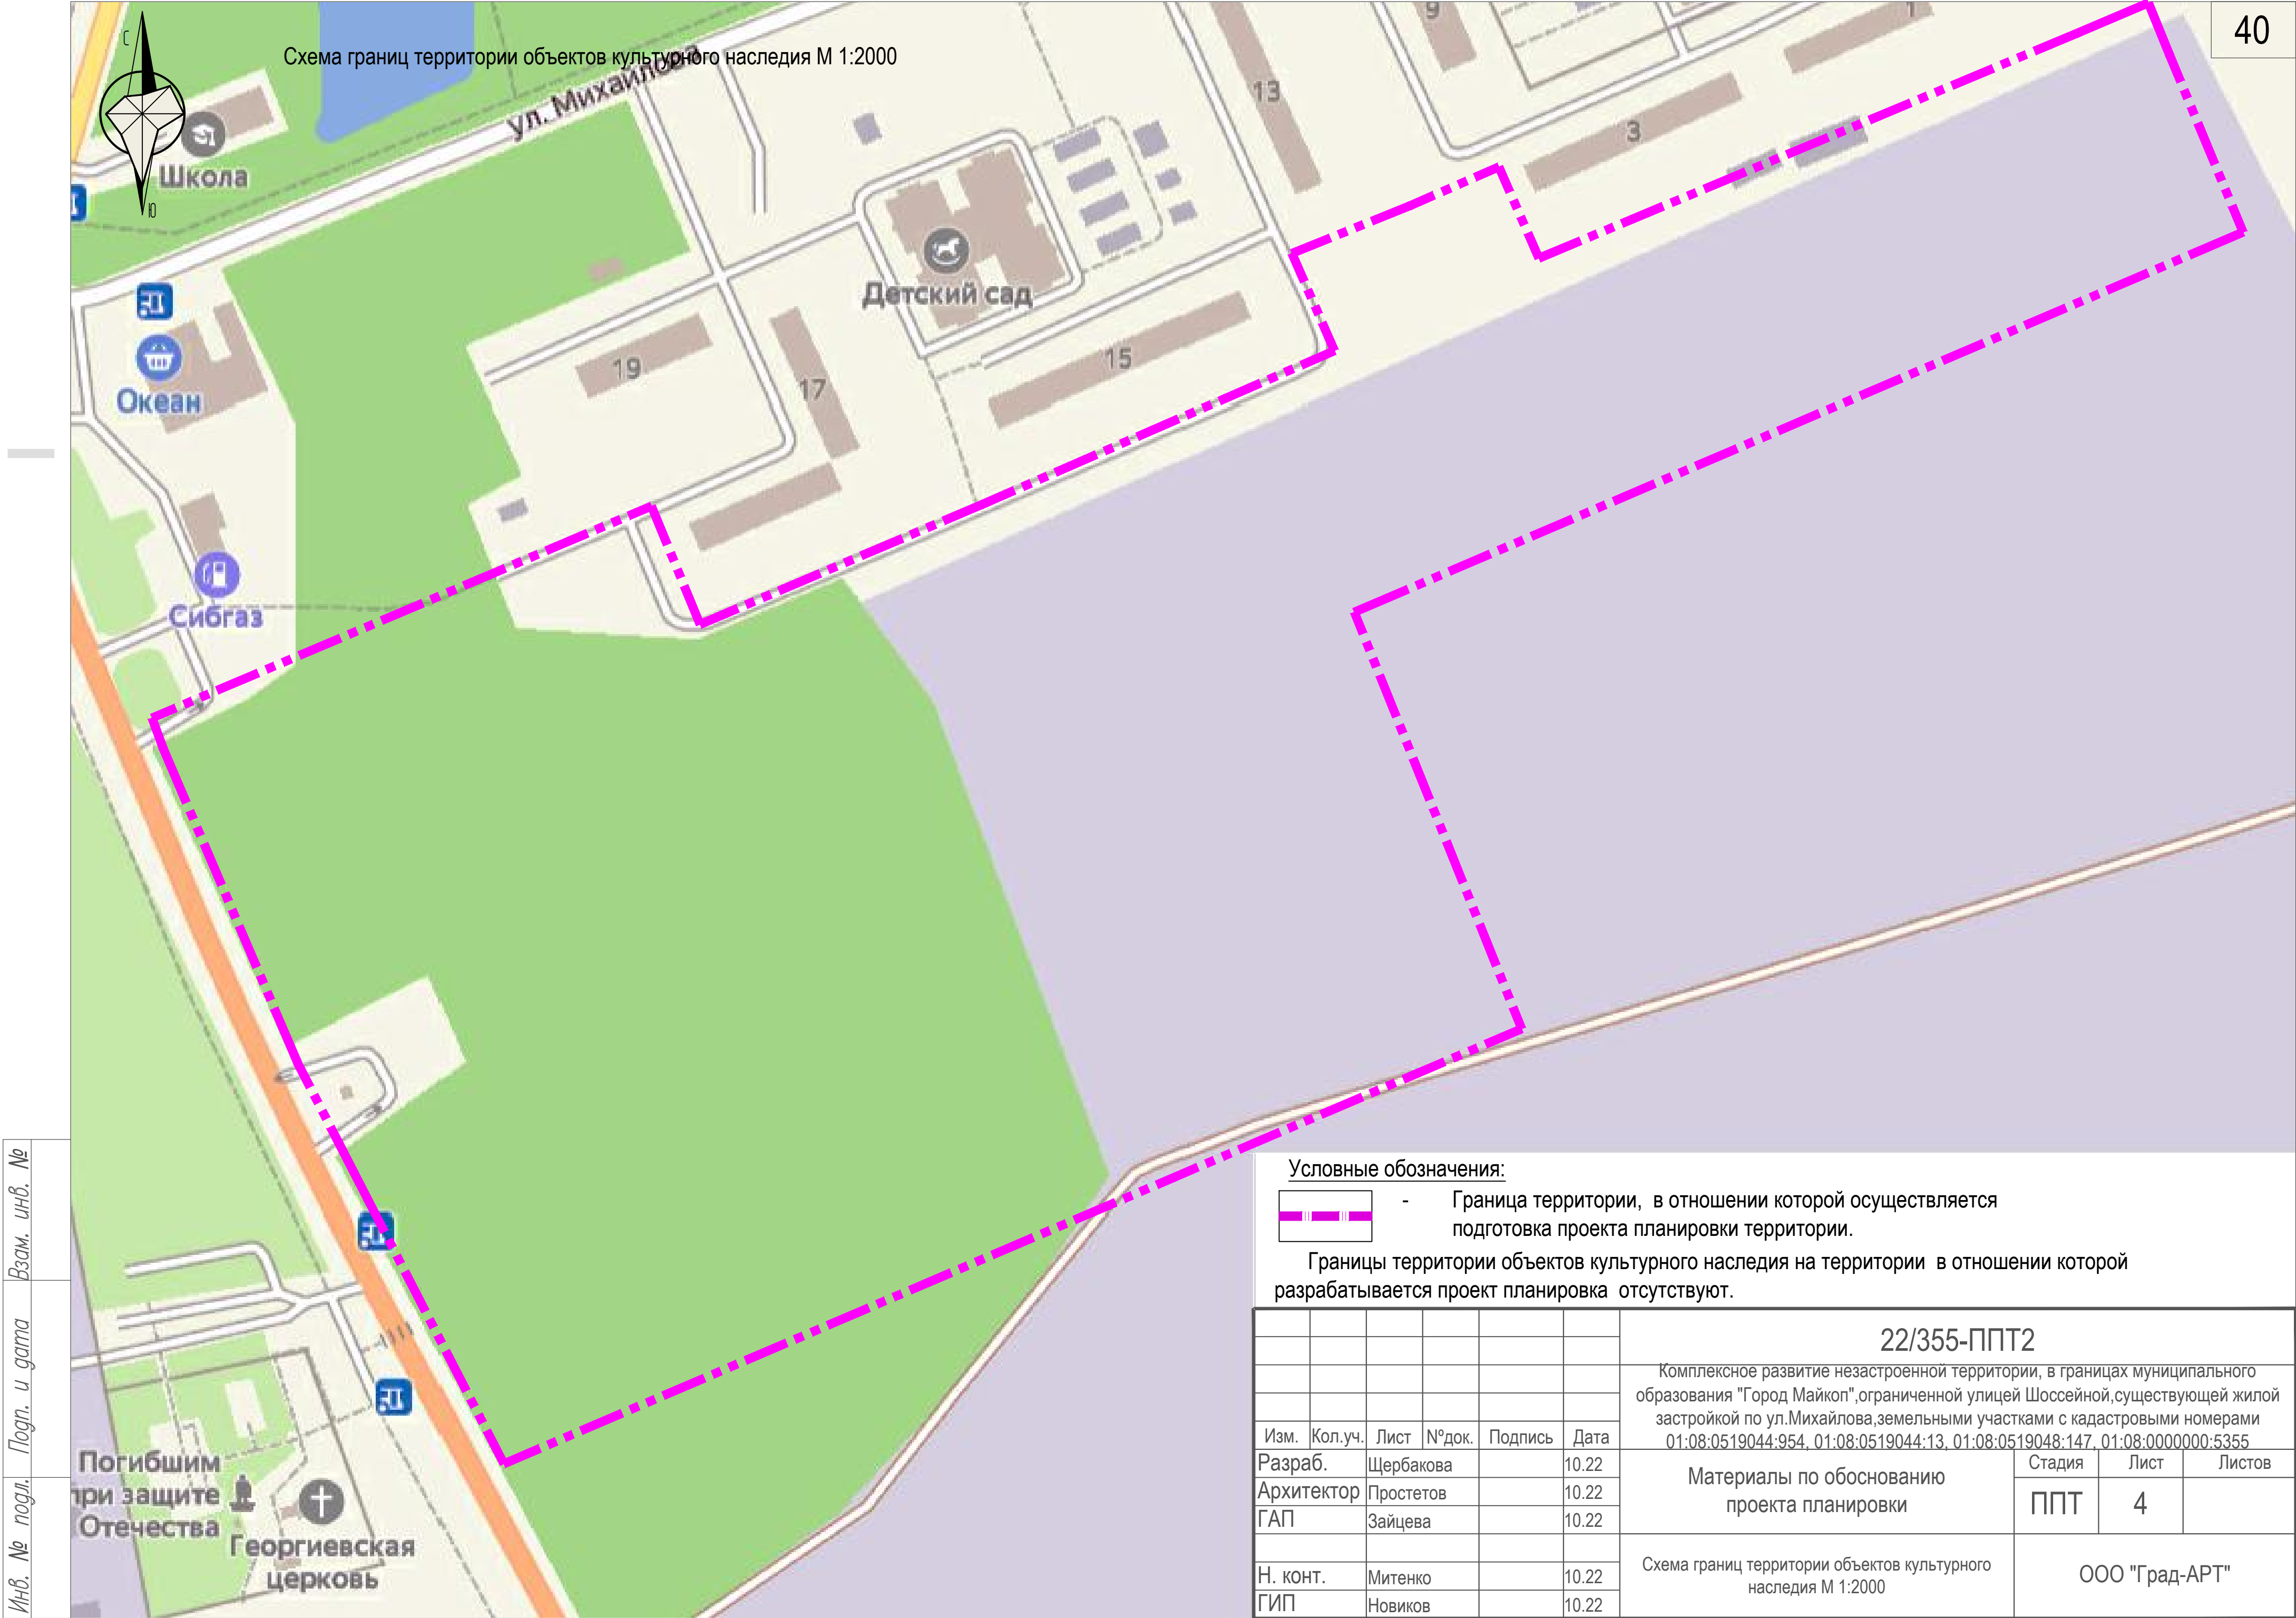 40
Схема границ территории объектов культурного наследия М 1:2000
С
Ю
ул. Михайлова
Школа
Океан
Сибгаз
Детский сад
9
1
13
3
19
17
15
Погибшим
при защите
Отечества
Георгиевская
церковь
Взам. инв. №
Подп. и дата
Инв. № подл.
Условные обозначения:
- Граница территории, в отношении которой осуществляется
подготовка проекта планировки территории.
Границы территории объектов культурного наследия на территории в отношении которой
разрабатывается проект планировка отсутствуют.
22/355-ППТ2
Комплексное развитие незастроенной территории, в границах муниципального
образования "Город Майкоп",ограниченной улицей Шоссейной,существующей жилой
застройкой по ул.Михайлова,земельными участками с кадастровыми номерами
01:08:0519044:954, 01:08:0519044:13, 01:08:0519048:147, 01:08:0000000:5355
Изм. Кол.уч. Лист №док. Подпись Дата
Разраб. Щербакова 10.22
Архитектор Простетов 10.22
ГАП Зайцева 10.22
Н. конт. Митенко 10.22
ГИП Новиков 10.22
Материалы по обоснованию
проекта планировки
Стадия Лист Листов
ППТ 4
Схема границ территории объектов культурного
наследия М 1:2000
ООО "Град-АРТ"